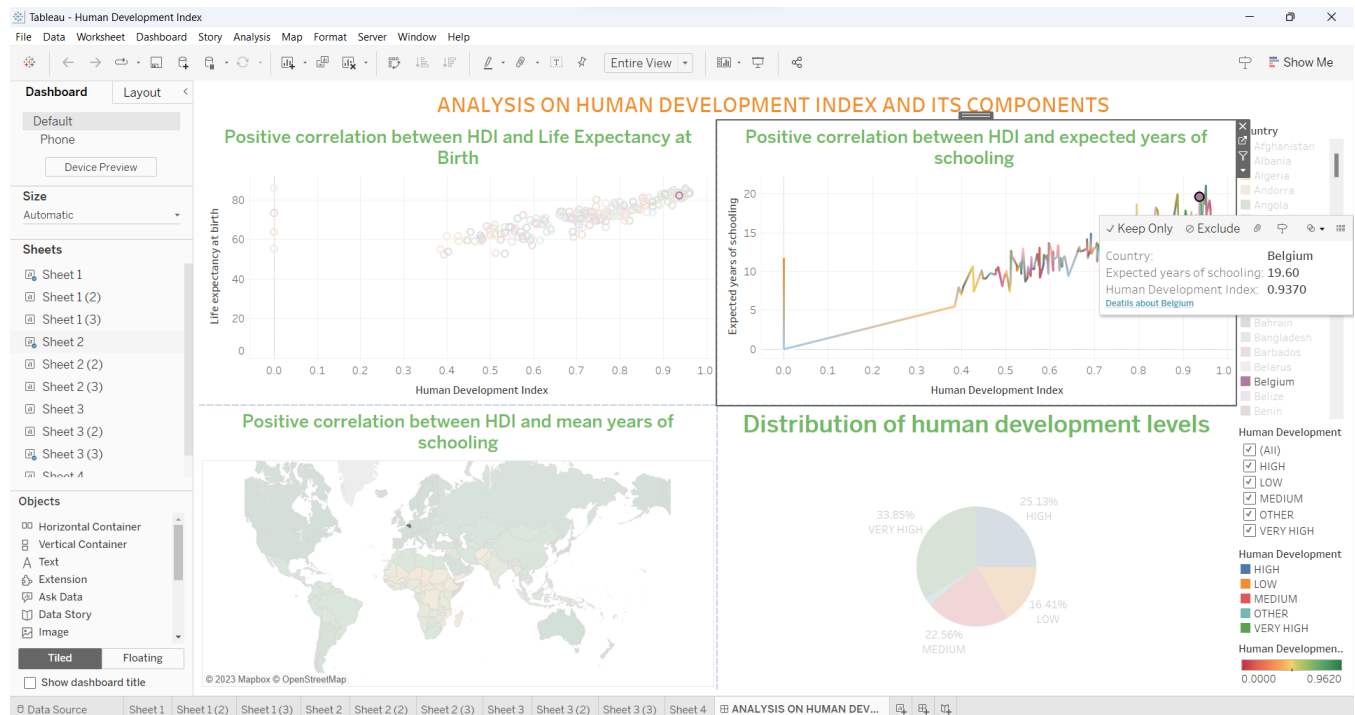 Tableau - Human Development Index
File Data Worksheet Dashboard Story Analysis Map Format Server Window Help
Entire View
Show Me
Dashboard Layout
Default
Phone
Device Preview
Size
Automatic
Sheets
Sheet 1
Sheet 1 (2)
Sheet 1 (3)
Sheet 2
Sheet 2 (2)
Sheet 2 (3)
Sheet 3
Sheet 3 (2)
Sheet 3 (3)
Sheet 4
Objects
Horizontal Container
Vertical Container
Text
Extension
Ask Data
Data Story
Image
Tiled Floating
Show dashboard title
ANALYSIS ON HUMAN DEVELOPMENT INDEX AND ITS COMPONENTS
Positive correlation between HDI and Life Expectancy at
Birth
Life expectancy at birth
80
60
40
20
0
0.0 0.1 0.2 0.3 0.4 0.5 0.6 0.7 0.8 0.9 1.0
Human Development Index
Positive correlation between HDI and expected years of
schooling
Expected years of schooling
20
15
10
5
0
0.0 0.1 0.2 0.3 0.4 0.5 0.6 0.7 0.8 0.9 1.0
Human Development Index
Keep Only Exclude
Country: Belgium
Expected years of schooling: 19.60
Human Development Index: 0.9370
Deatils about Belgium
Positive correlation between HDI and mean years of
schooling
© 2023 Mapbox © OpenStreetMap
Distribution of human development levels
25.13%
HIGH
33.85%
VERY HIGH
16.41%
LOW
22.56%
MEDIUM
untry
Afghanistan
Albania
Algeria
Andorra
Angola
Bahrain
Bangladesh
Barbados
Belarus
Belgium
Belize
Benin
Human Development
(All)
HIGH
LOW
MEDIUM
OTHER
VERY HIGH
Human Development
HIGH
LOW
MEDIUM
OTHER
VERY HIGH
Human Developmen..
0.0000 0.9620
Data Source Sheet 1 Sheet 1 (2) Sheet 1 (3) Sheet 2 Sheet 2 (2) Sheet 2 (3) Sheet 3 Sheet 3 (2) Sheet 3 (3) Sheet 4 ANALYSIS ON HUMAN DEV...